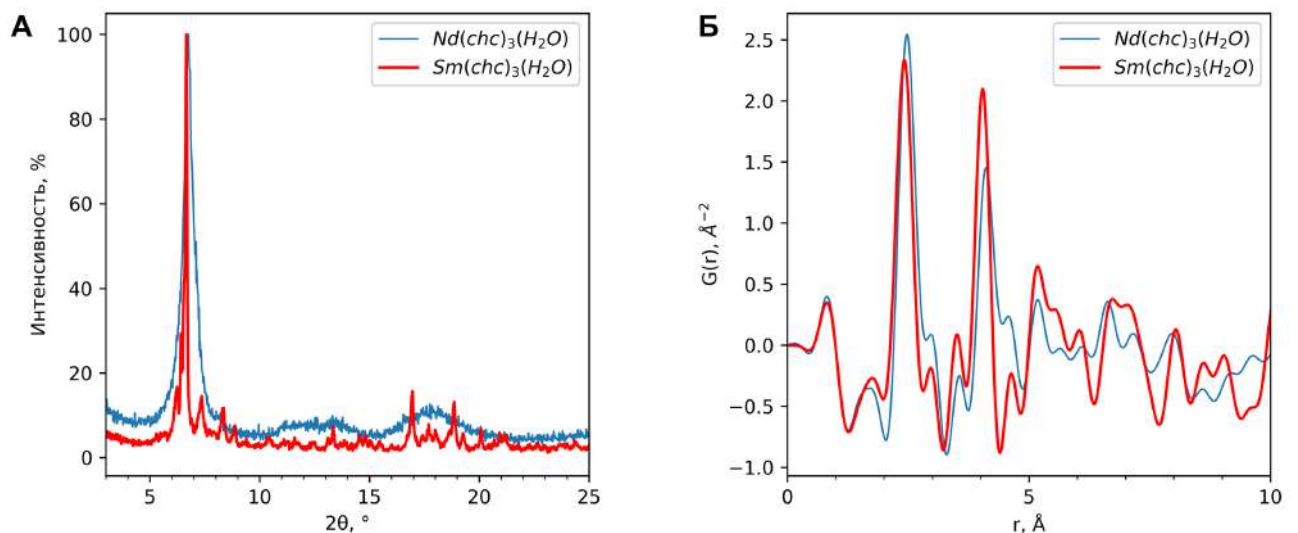 А
Интенсивность, %
100
80
60
40
20
0
5
10
15
20
25
2θ, °
Nd(chc)₃(H₂O)
Sm(chc)₃(H₂O)
Б
G(r), Å⁻²
2.5
2.0
1.5
1.0
0.5
0.0
−0.5
−1.0
0
5
10
r, Å
Nd(chc)₃(H₂O)
Sm(chc)₃(H₂O)